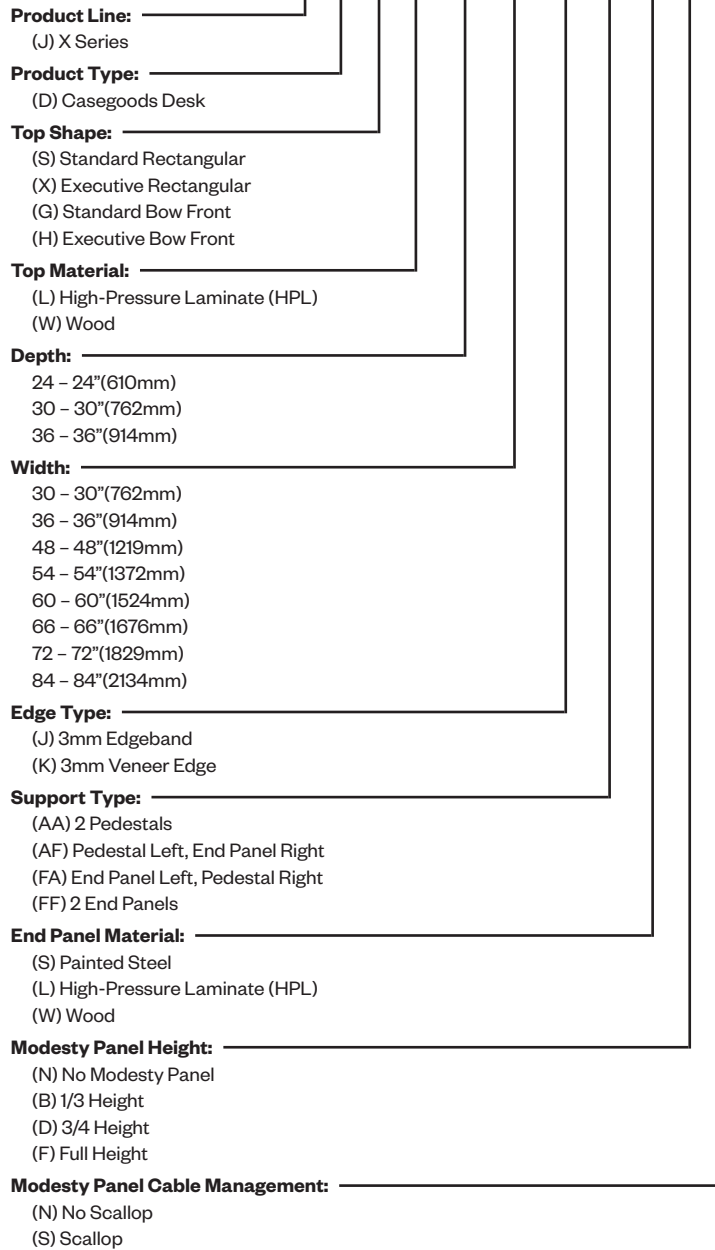 Product Line:
(J) X Series
Product Type:
(D) Casegoods Desk
Top Shape:
(S) Standard Rectangular
(X) Executive Rectangular
(G) Standard Bow Front
(H) Executive Bow Front
Top Material:
(L) High-Pressure Laminate (HPL)
(W) Wood
Depth:
24 – 24”(610mm)
30 – 30”(762mm)
36 – 36”(914mm)
Width:
30 – 30”(762mm)
36 – 36”(914mm)
48 – 48”(1219mm)
54 – 54”(1372mm)
60 – 60”(1524mm)
66 – 66”(1676mm)
72 – 72”(1829mm)
84 – 84”(2134mm)
Edge Type:
(J) 3mm Edgeband
(K) 3mm Veneer Edge
Support Type:
(AA) 2 Pedestals
(AF) Pedestal Left, End Panel Right
(FA) End Panel Left, Pedestal Right
(FF) 2 End Panels
End Panel Material:
(S) Painted Steel
(L) High-Pressure Laminate (HPL)
(W) Wood
Modesty Panel Height:
(N) No Modesty Panel
(B) 1/3 Height
(D) 3/4 Height
(F) Full Height
Modesty Panel Cable Management:
(N) No Scallop
(S) Scallop